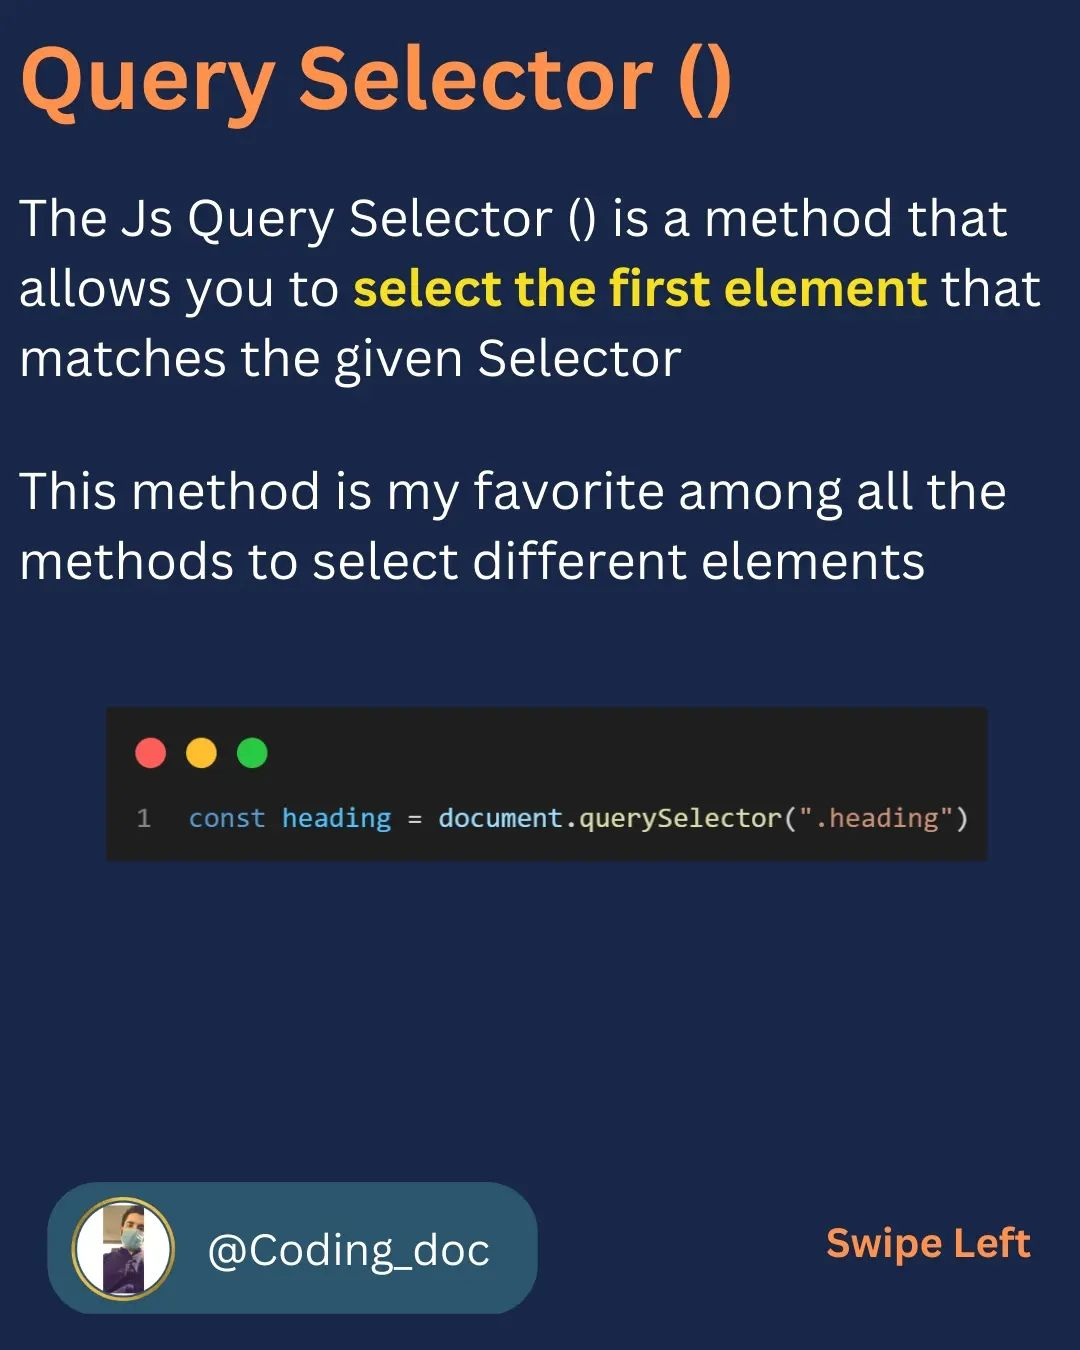 Query Selector ()
The Js Query Selector () is a method that
allows you to select the first element that
matches the given Selector
This method is my favorite among all the
methods to select different elements
1 const heading = document.querySelector(".heading")
@Coding_doc
Swipe Left